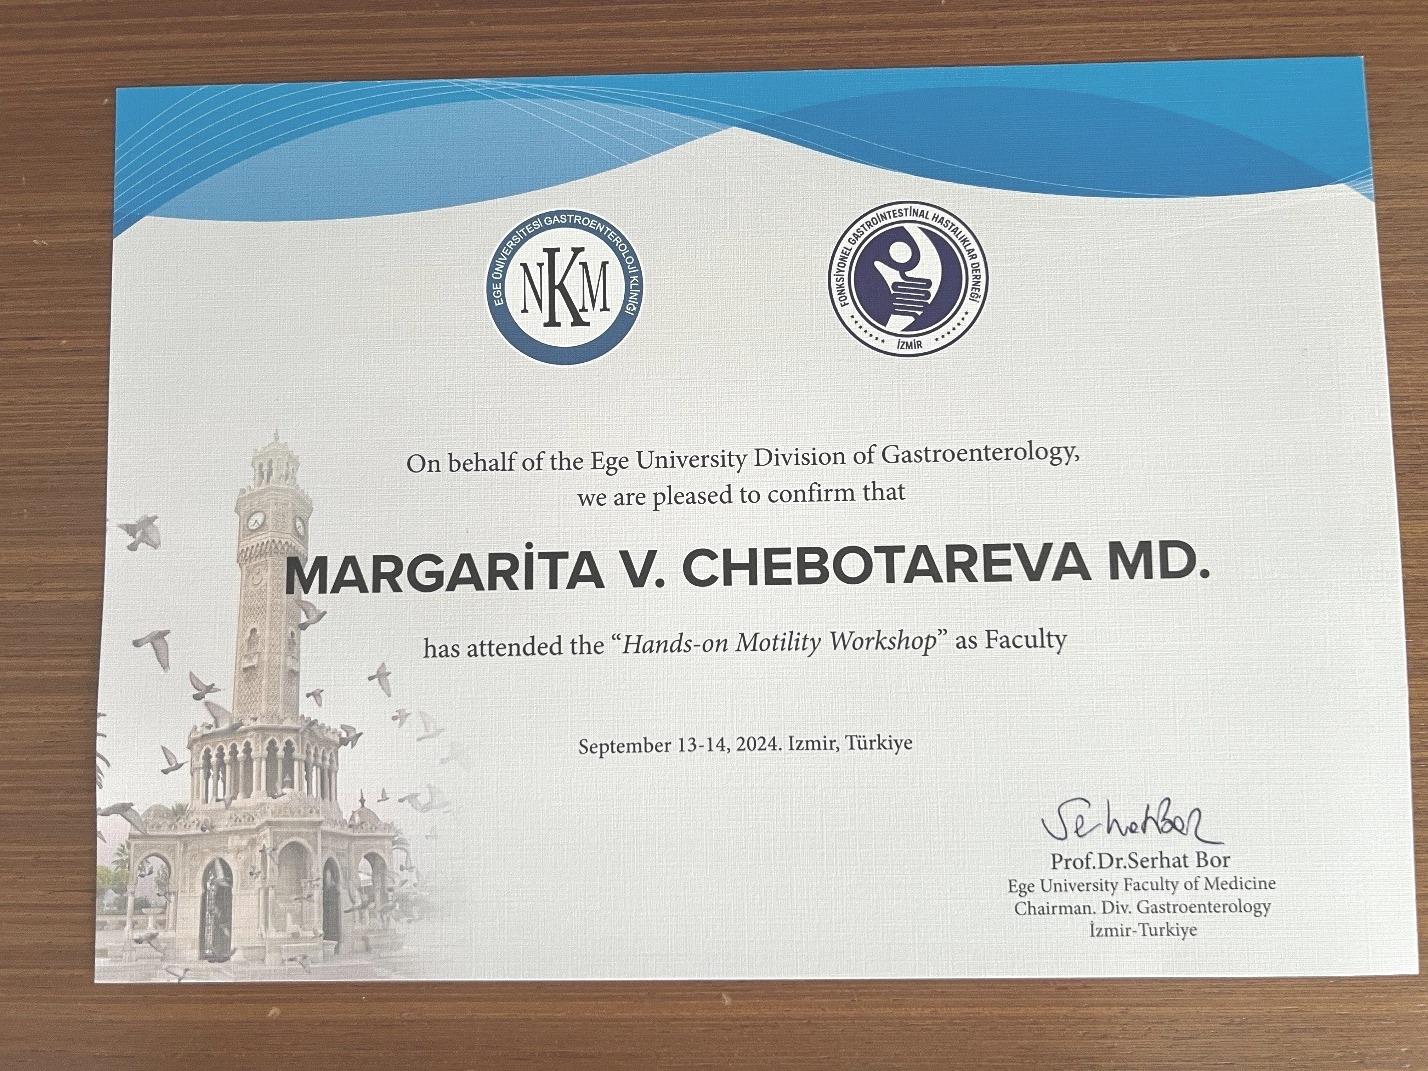 EGE ÜNİVERSİTESİ GASTROENTEROLOJİ KLİNİĞİ
NKM
FONKSİYONEL GASTROİNTESTİNAL HASTALIKLAR DERNEĞİ
İZMİR
On behalf of the Ege University Division of Gastroenterology,
we are pleased to confirm that
MARGARİTA V. CHEBOTAREVA MD.
has attended the “Hands-on Motility Workshop” as Faculty
September 13-14, 2024. Izmir, Türkiye
Serhat Bor
Prof.Dr.Serhat Bor
Ege University Faculty of Medicine
Chairman. Div. Gastroenterology
İzmir-Turkiye